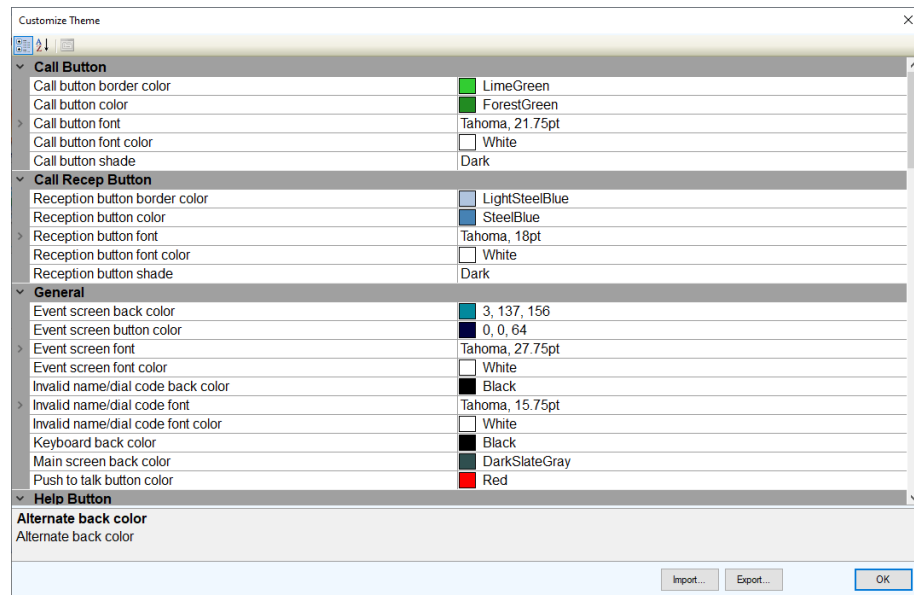 Customize Theme
Call Button
Call button border color LimeGreen
Call button color ForestGreen
Call button font Tahoma, 21.75pt
Call button font color White
Call button shade Dark
Call Recep Button
Reception button border color LightSteelBlue
Reception button color SteelBlue
Reception button font Tahoma, 18pt
Reception button font color White
Reception button shade Dark
General
Event screen back color 3, 137, 156
Event screen button color 0, 0, 64
Event screen font Tahoma, 27.75pt
Event screen font color White
Invalid name/dial code back color Black
Invalid name/dial code font Tahoma, 15.75pt
Invalid name/dial code font color White
Keyboard back color Black
Main screen back color DarkSlateGray
Push to talk button color Red
Help Button
Alternate back color
Alternate back color
Import... Export... OK